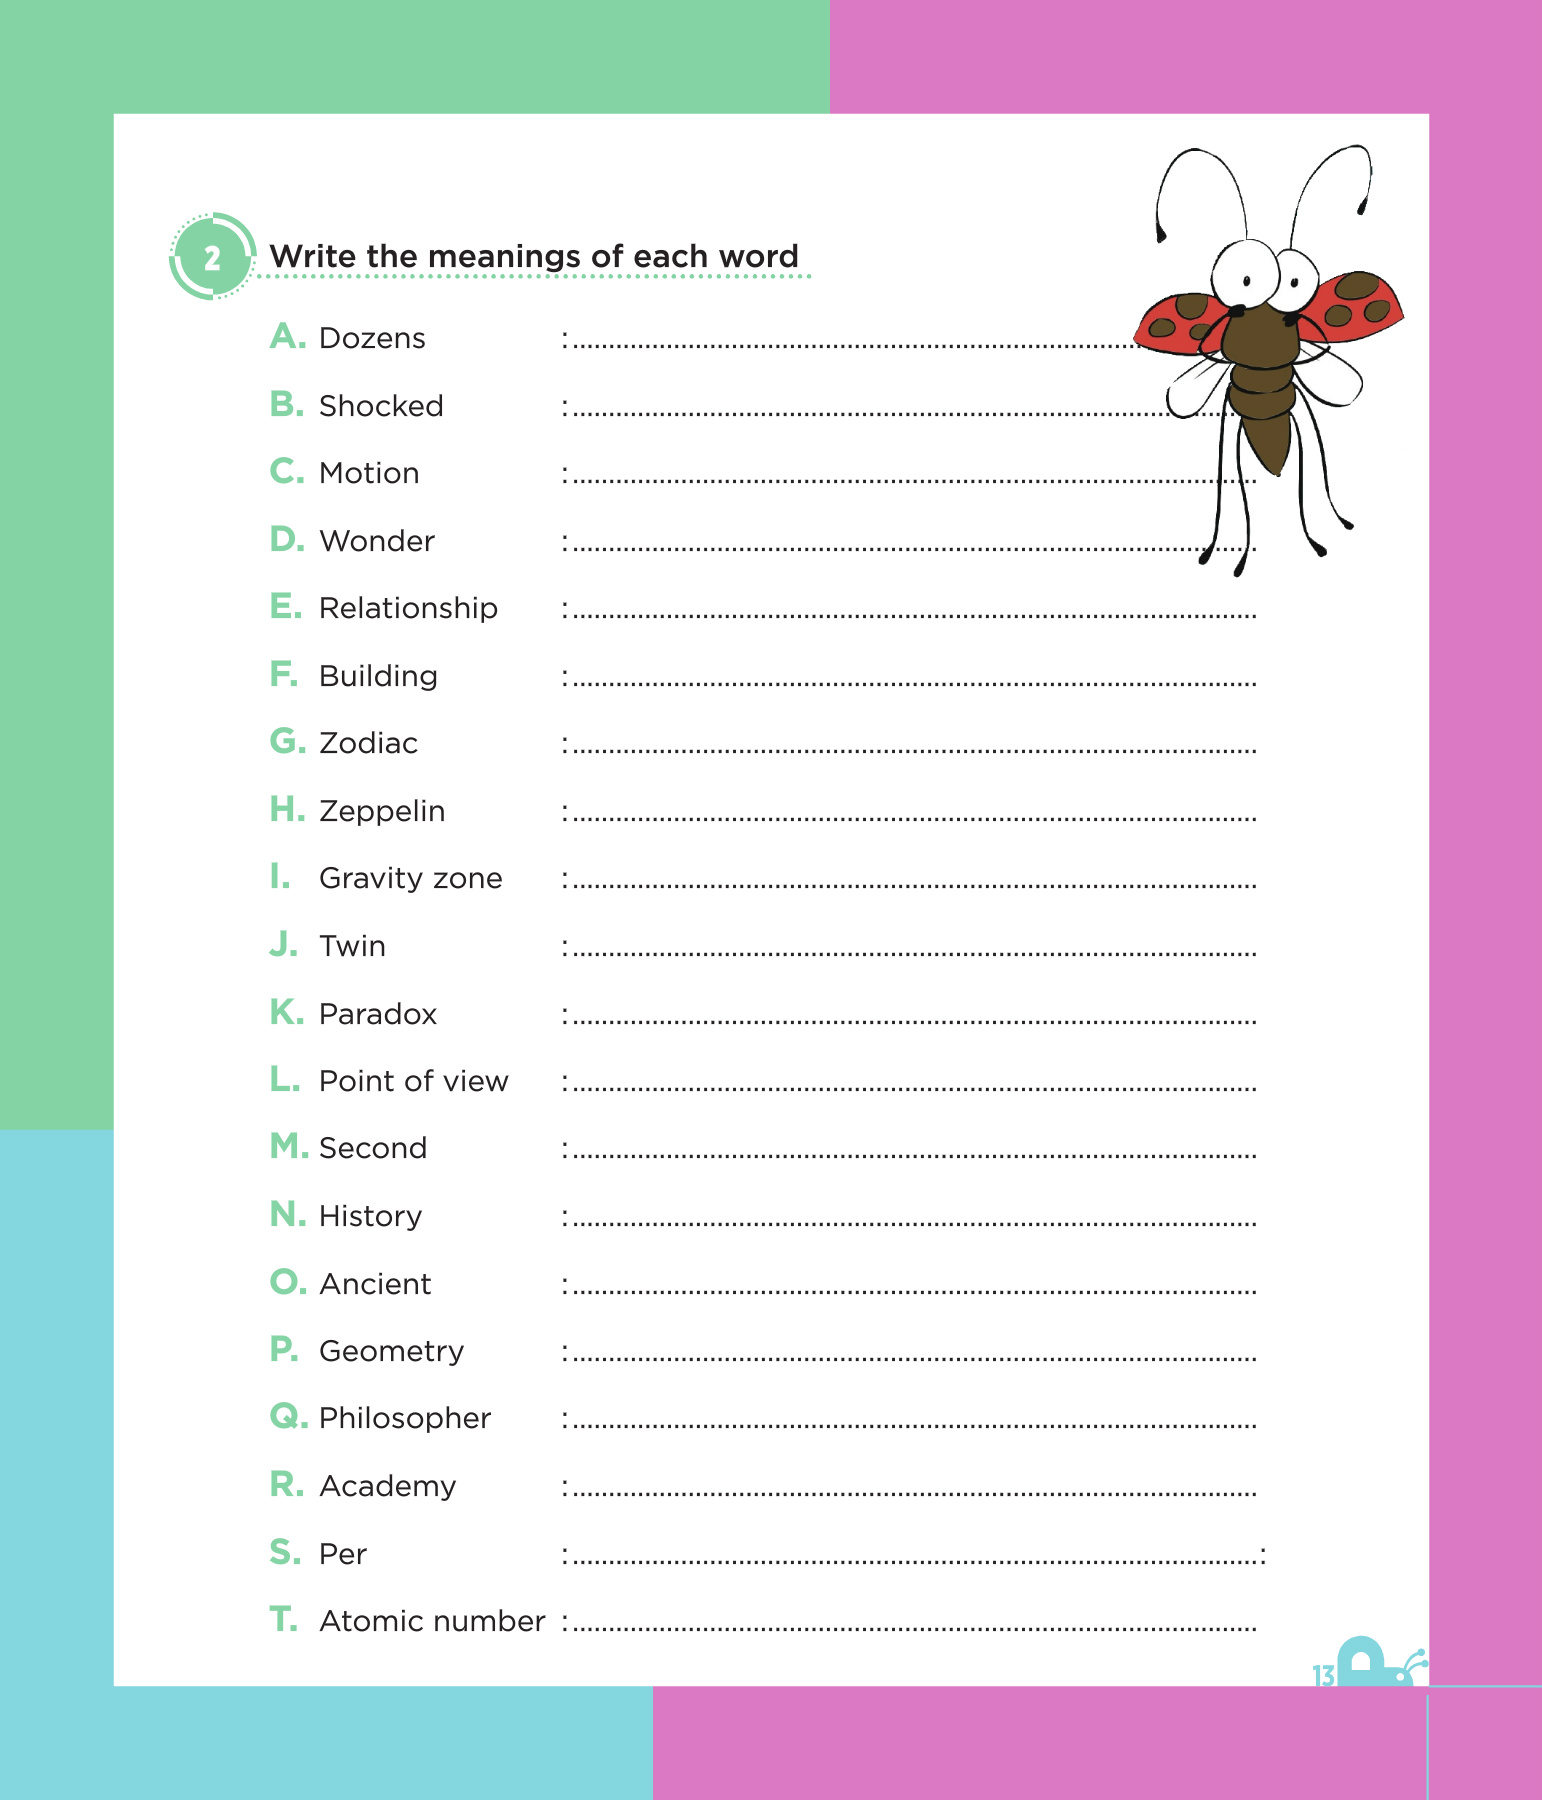 2 Write the meanings of each word
A. Dozens : ..........................................................................................
B. Shocked : ..........................................................................................
C. Motion : ..........................................................................................
D. Wonder : ..........................................................................................
E. Relationship : ..........................................................................................
F. Building : ..........................................................................................
G. Zodiac : ..........................................................................................
H. Zeppelin : ..........................................................................................
I. Gravity zone : ..........................................................................................
J. Twin : ..........................................................................................
K. Paradox : ..........................................................................................
L. Point of view : ..........................................................................................
M. Second : ..........................................................................................
N. History : ..........................................................................................
O. Ancient : ..........................................................................................
P. Geometry : ..........................................................................................
Q. Philosopher : ..........................................................................................
R. Academy : ..........................................................................................
S. Per : ..........................................................................................:
T. Atomic number : ..........................................................................................
13